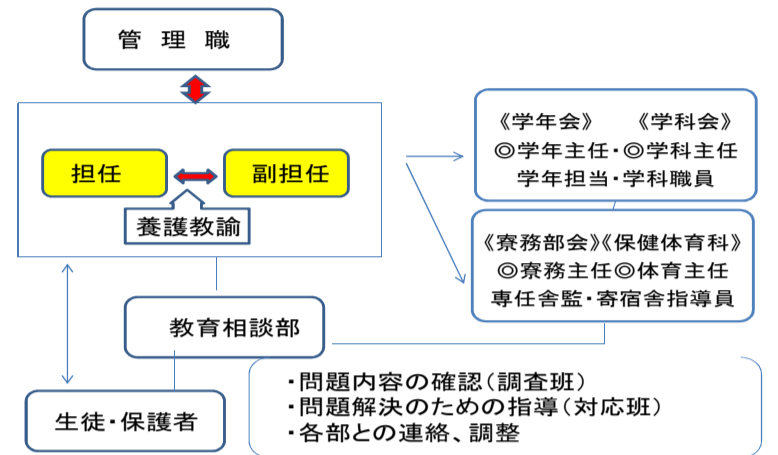 管 理 職
担任
副担任
養護教諭
《学年会》 《学科会》
◎学年主任・◎学科主任
学年担当・学科職員
《寮務部会》《保健体育科》
◎寮務主任◎体育主任
専任舎監・寄宿舎指導員
教育相談部
・問題内容の確認（調査班）
・問題解決のための指導（対応班）
・各部との連絡、調整
生徒・保護者